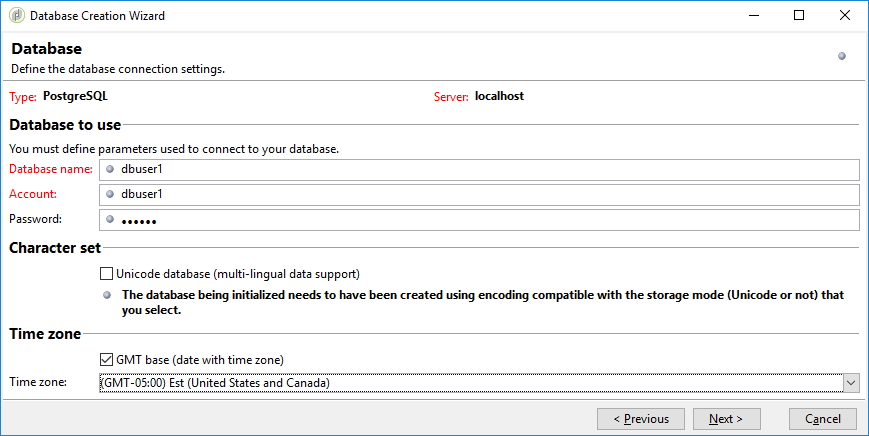 Database Creation Wizard
Database
Define the database connection settings.
Type: PostgreSQL Server: localhost
Database to use
You must define parameters used to connect to your database.
Database name: dbuser1
Account: dbuser1
Password: ••••••
Character set
Unicode database (multi-lingual data support)
The database being initialized needs to have been created using encoding compatible with the storage mode (Unicode or not) that
you select.
Time zone
GMT base (date with time zone)
Time zone: (GMT-05:00) Est (United States and Canada)
< Previous Next > Cancel